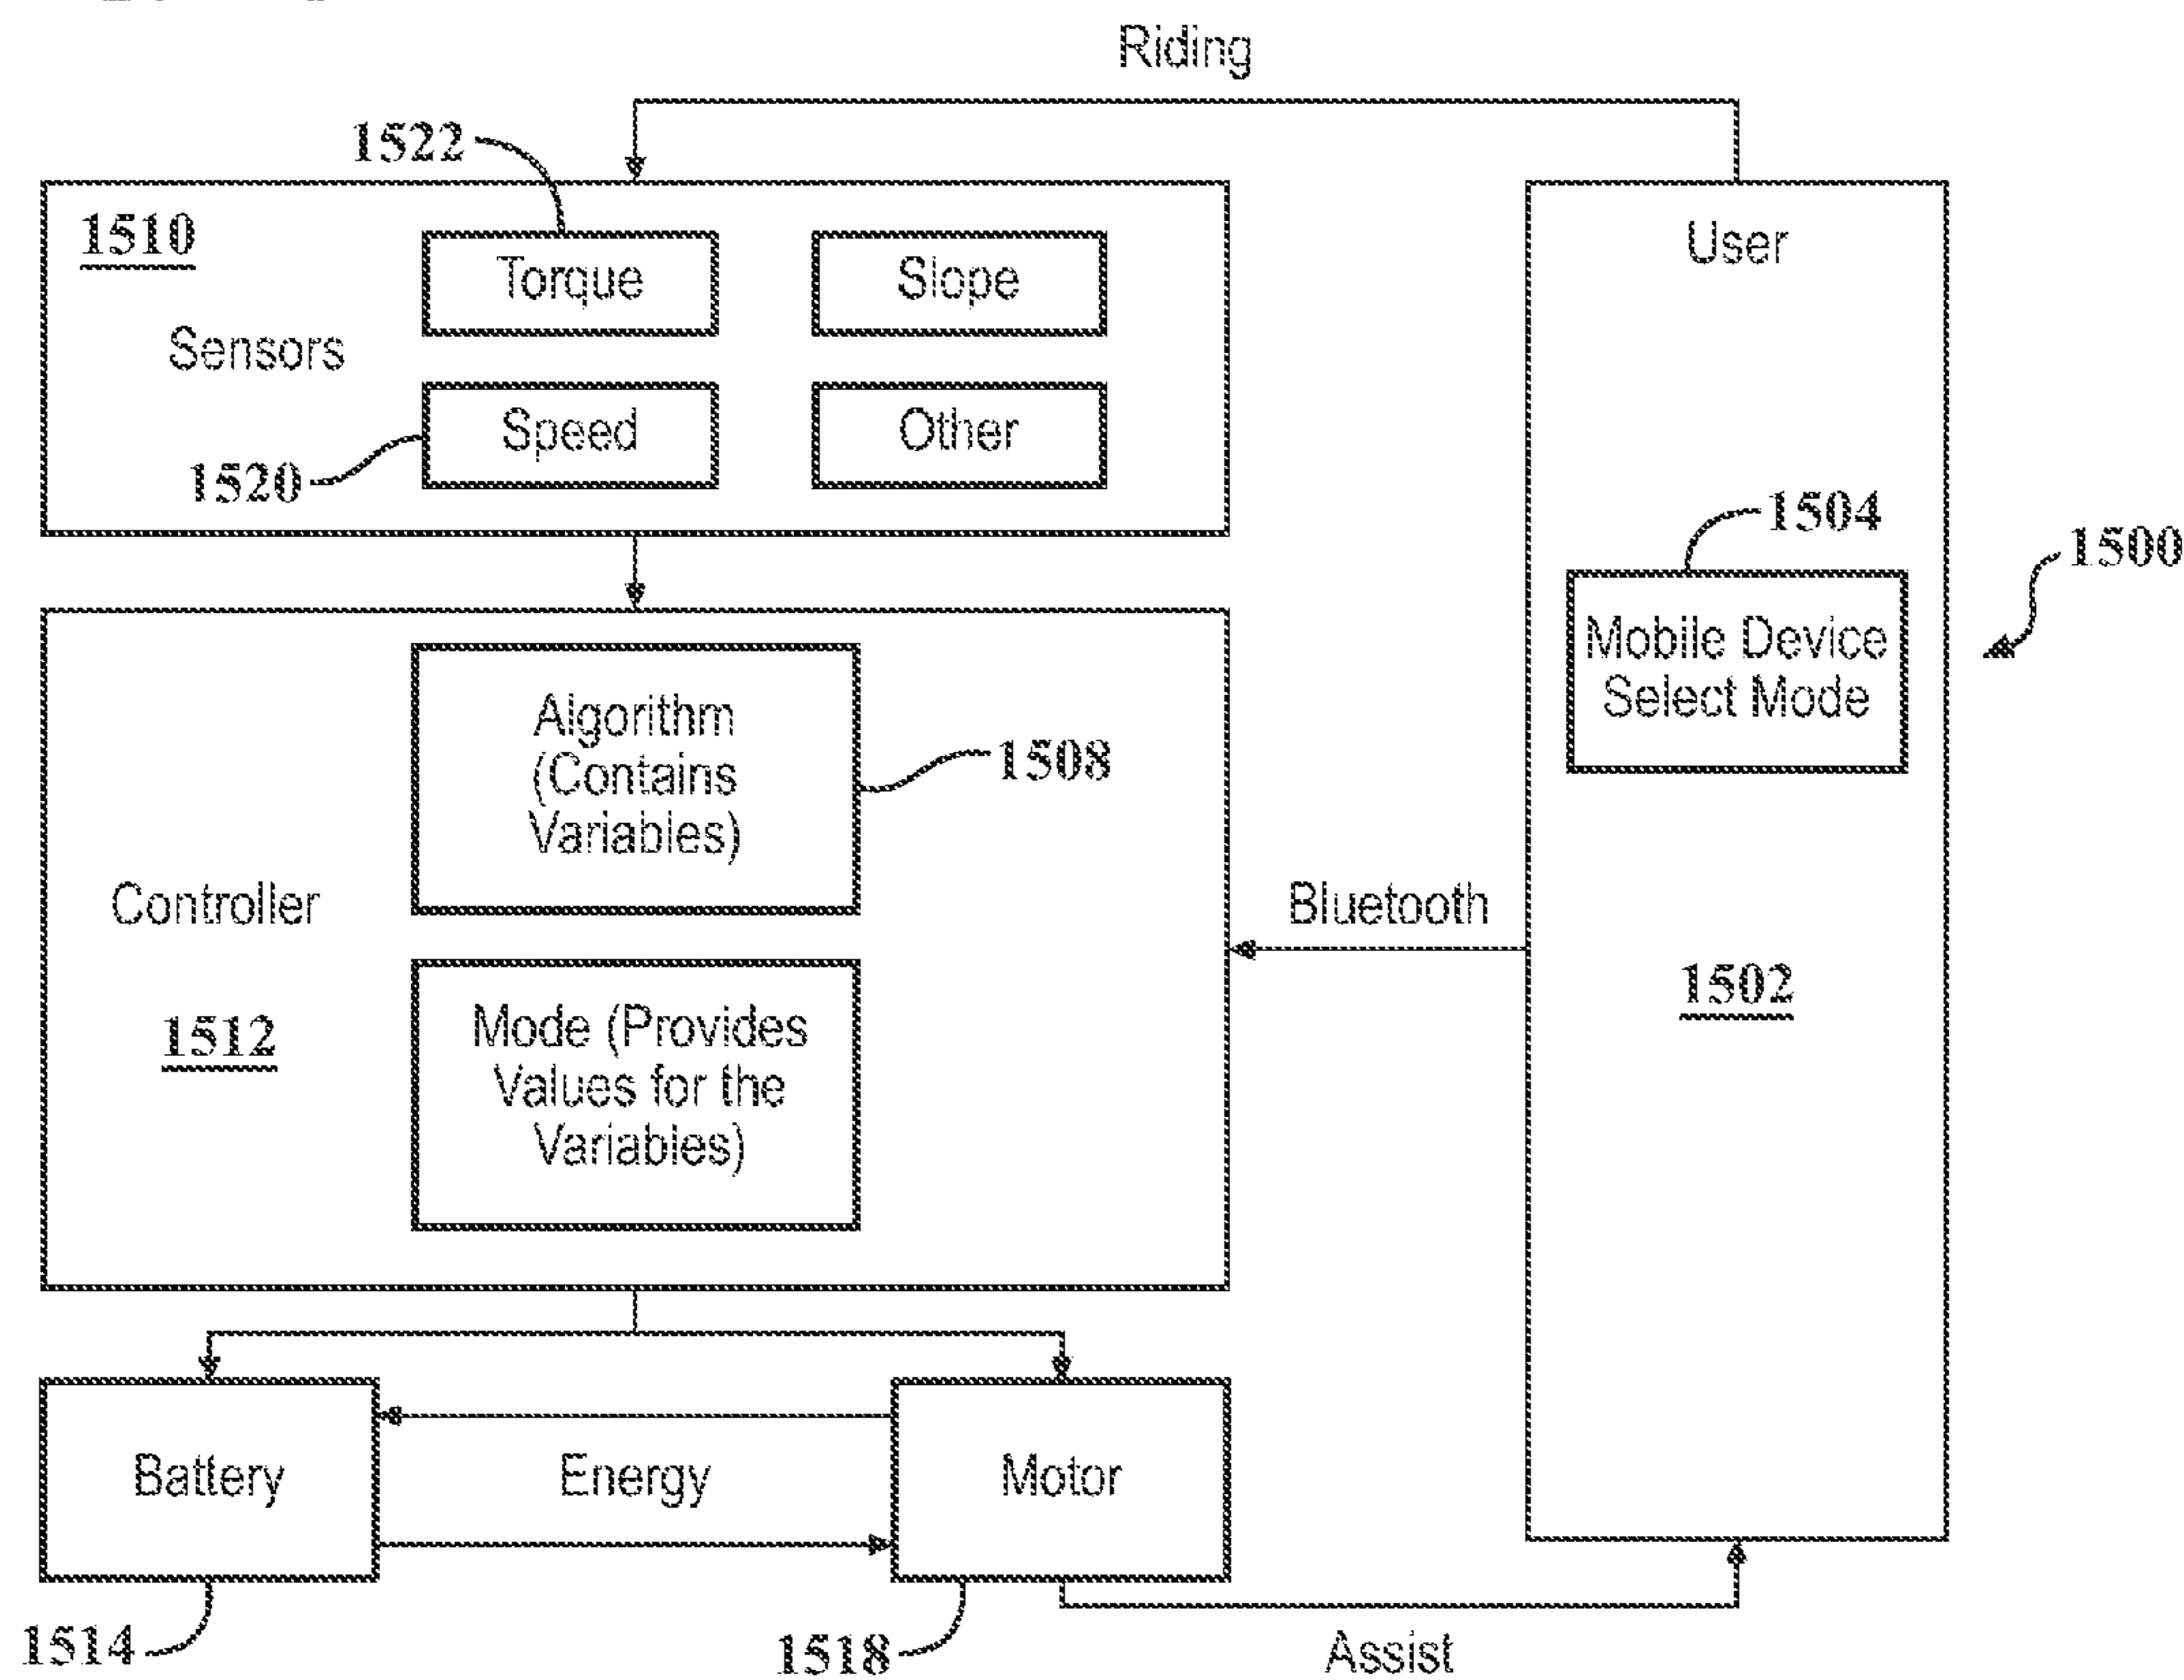 Riding
1522
1510
Torque
Slope
User
Sensors
Speed
Other
1520
1504
1500
Mobile Device
Select Mode
Algorithm
(Contains
Variables)
1508
Controller
Bluetooth
1502
1512
Mode (Provides
Values for the
Variables)
Battery
Energy
Motor
1514
1518
Assist